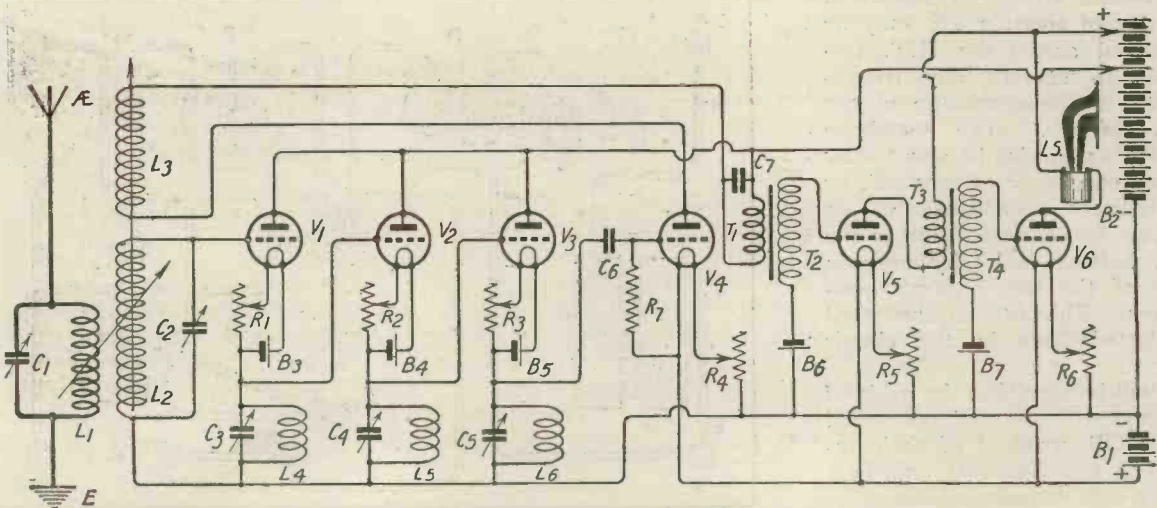 Æ
L3
L2
C1
L1
E
C2
V1
R1
B3
C3
L4
V2
R2
B4
C4
L5
V3
R3
B5
C5
L6
C6
R7
V4
R4
C7
T1
T2
B6
V5
R5
T3
T4
B7
V6
R6
L.S.
+
B2 -
-
B1
+